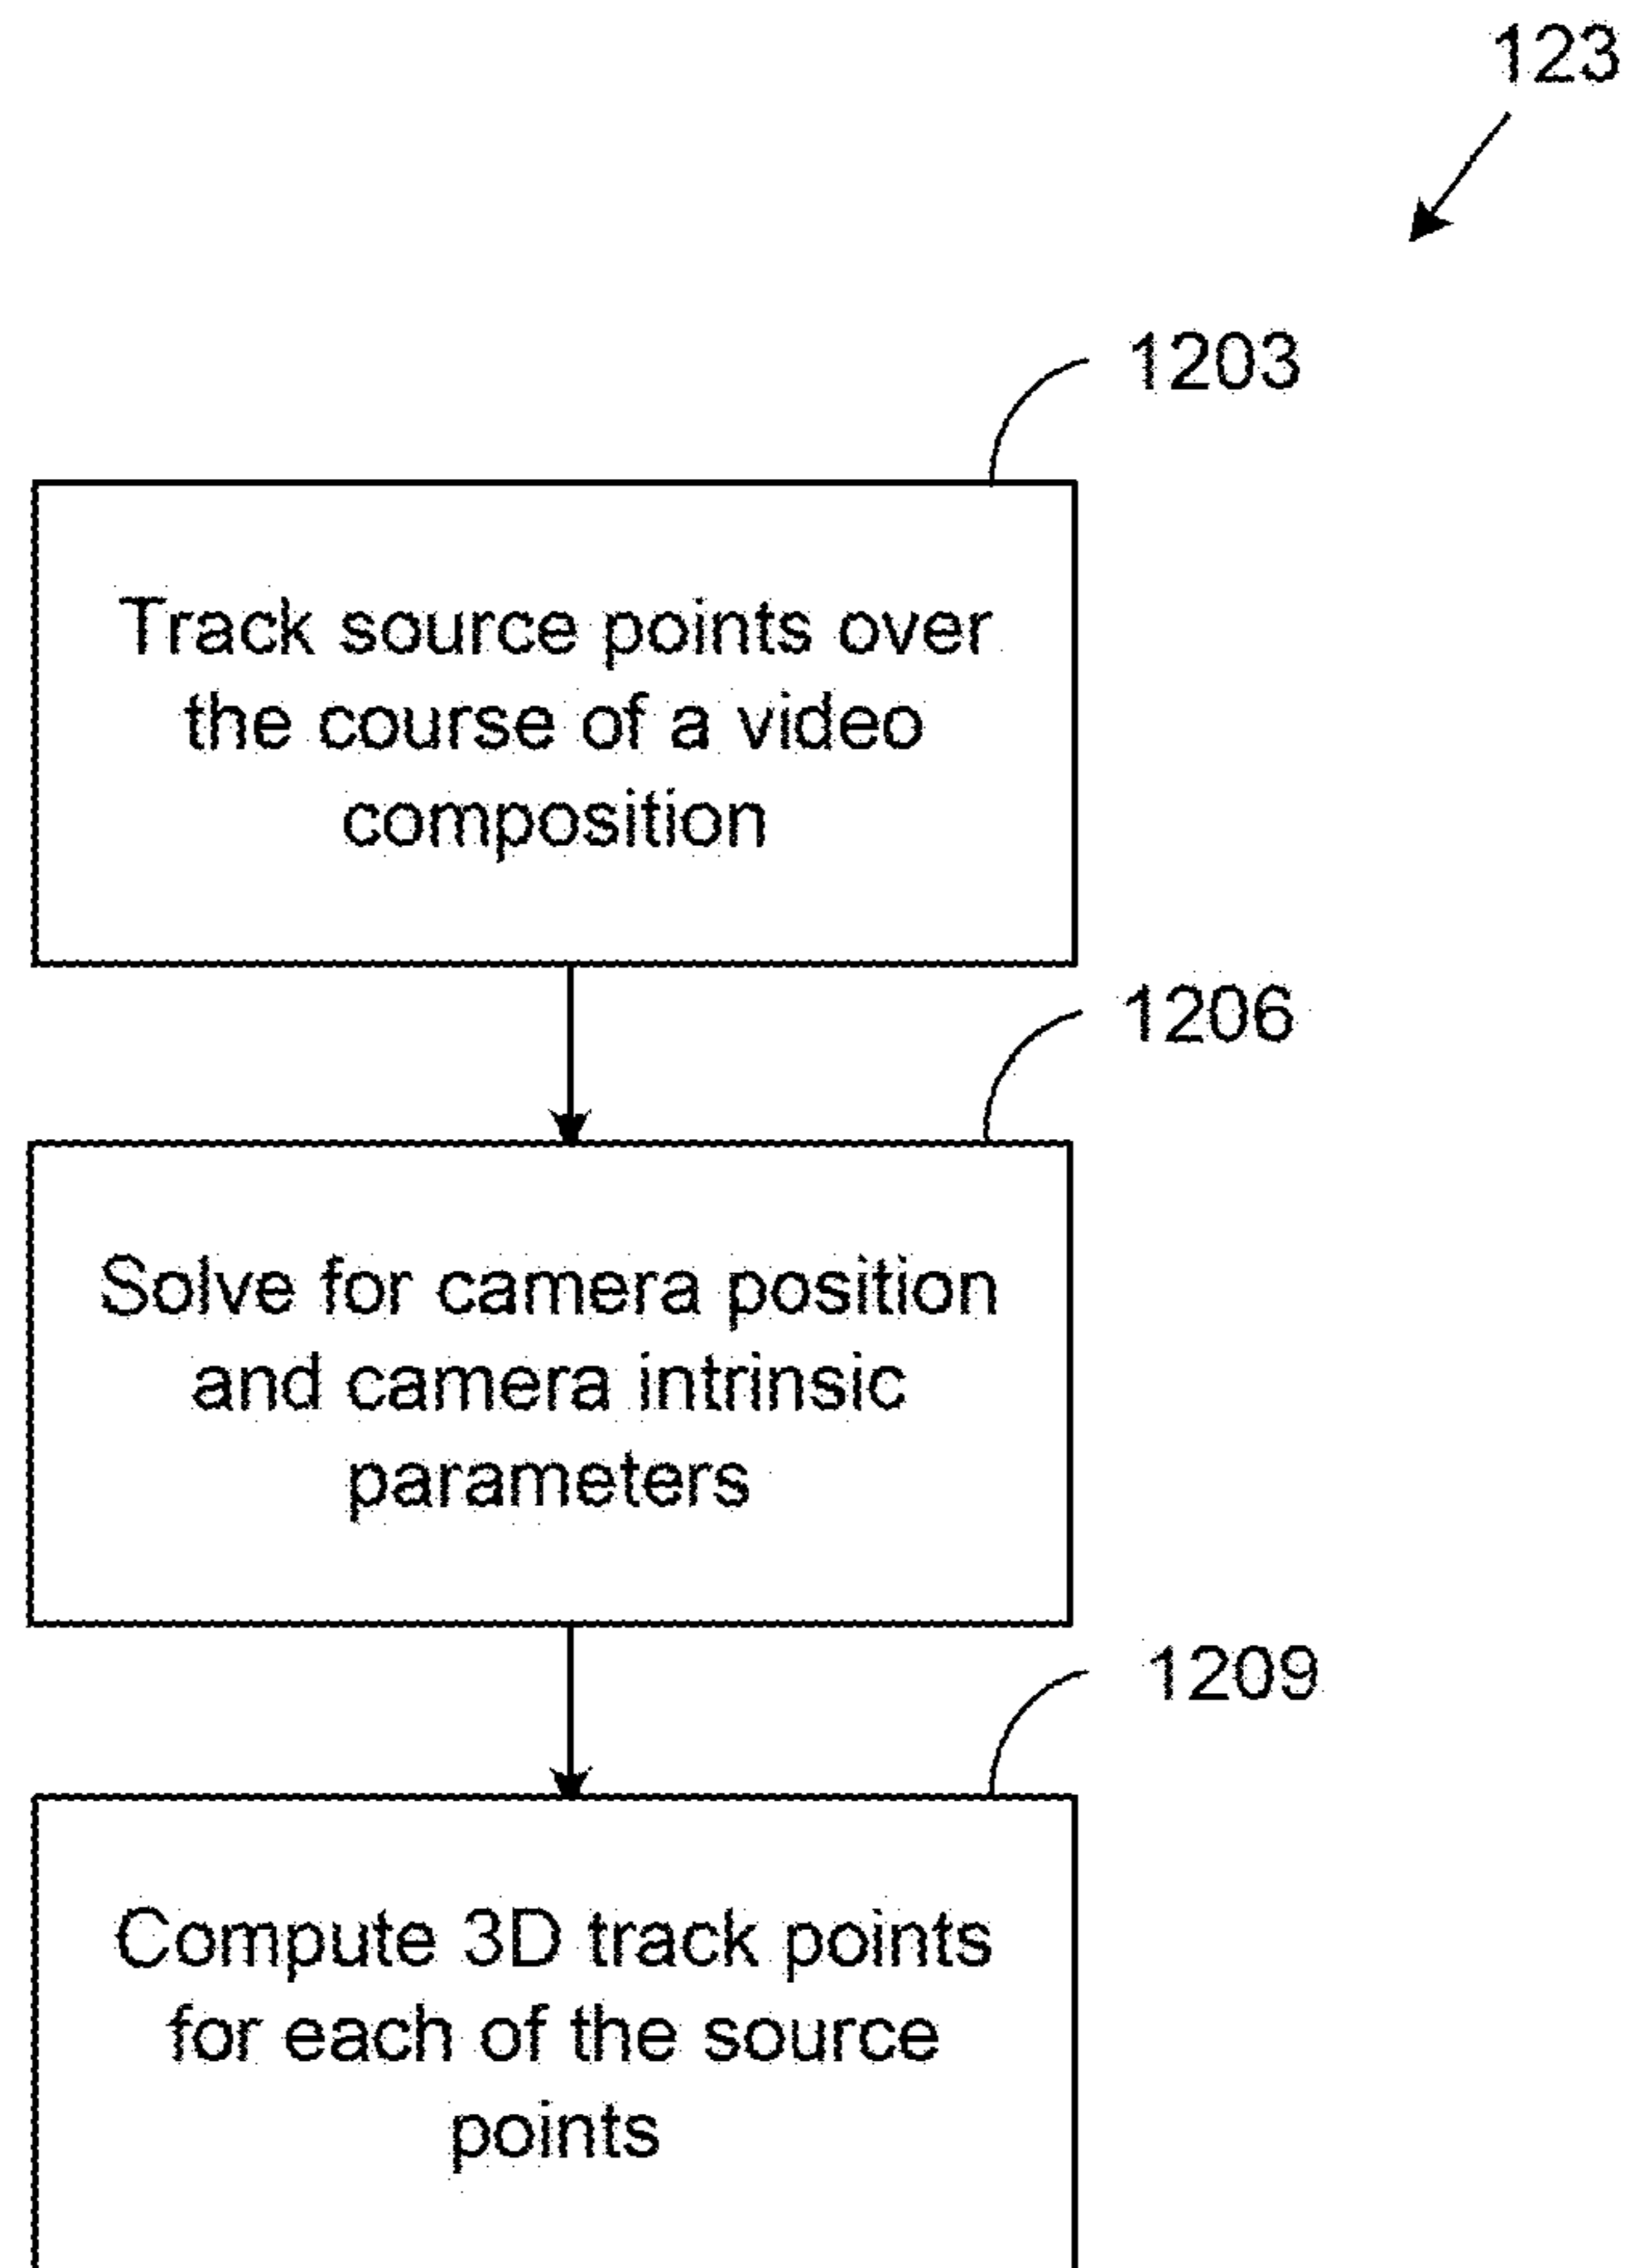 123
1203
Track source points over
the course of a video
composition
1206
Solve for camera position
and camera intrinsic
parameters
1209
Compute 3D track points
for each of the source
points